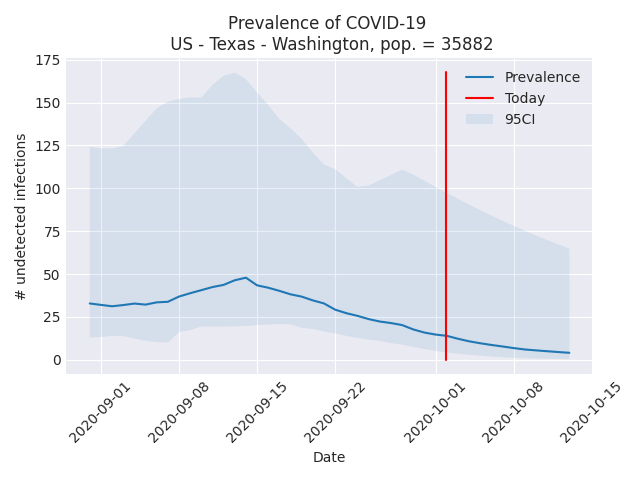 Prevalence of COVID-19
US - Texas - Washington, pop. = 35882
175
150
125
100
75
50
25
0
# undetected infections
Prevalence
Today
95CI
2020-09-01
2020-09-08
2020-09-15
2020-09-22
2020-10-01
2020-10-08
2020-10-15
Date